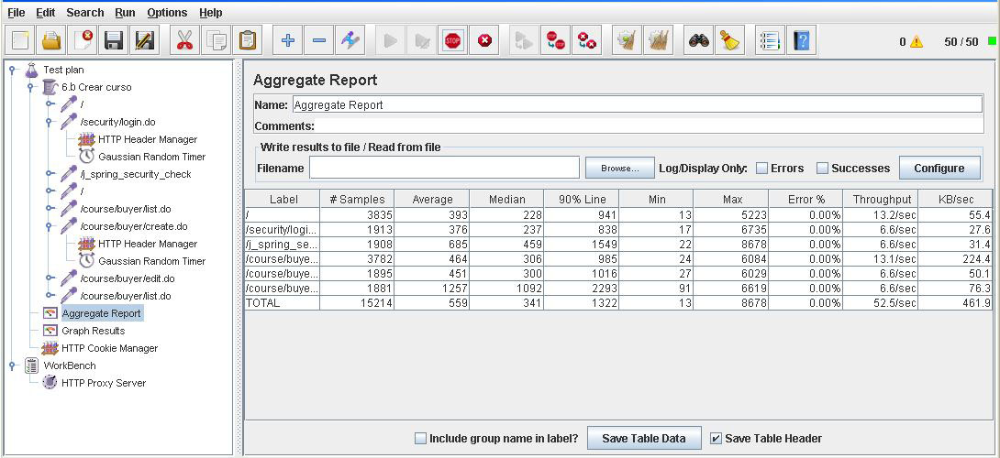 File Edit Search Run Options Help
STOP
0 50 / 50
Test plan
6.b Crear curso
/
/security/login.do
HTTP Header Manager
Gaussian Random Timer
/j_spring_security_check
/
/course/buyer/list.do
/course/buyer/create.do
HTTP Header Manager
Gaussian Random Timer
/course/buyer/edit.do
/course/buyer/list.do
Aggregate Report
Graph Results
HTTP Cookie Manager
WorkBench
HTTP Proxy Server
Aggregate Report
Name: Aggregate Report
Comments:
Write results to file / Read from file
Filename Browse... Log/Display Only: Errors Successes Configure
Label # Samples Average Median 90% Line Min Max Error % Throughput KB/sec
/ 3835 393 228 941 13 5223 0.00% 13.2/sec 55.4
/security/logi... 1913 376 237 838 17 6735 0.00% 6.6/sec 27.6
/j_spring_se... 1908 685 459 1549 22 8678 0.00% 6.6/sec 31.4
/course/buye... 3782 464 306 985 24 6084 0.00% 13.1/sec 224.4
/course/buye... 1895 451 300 1016 27 6029 0.00% 6.6/sec 50.1
/course/buye... 1881 1257 1092 2293 91 6619 0.00% 6.6/sec 76.3
TOTAL 15214 559 341 1322 13 8678 0.00% 52.5/sec 461.9
Include group name in label? Save Table Data Save Table Header